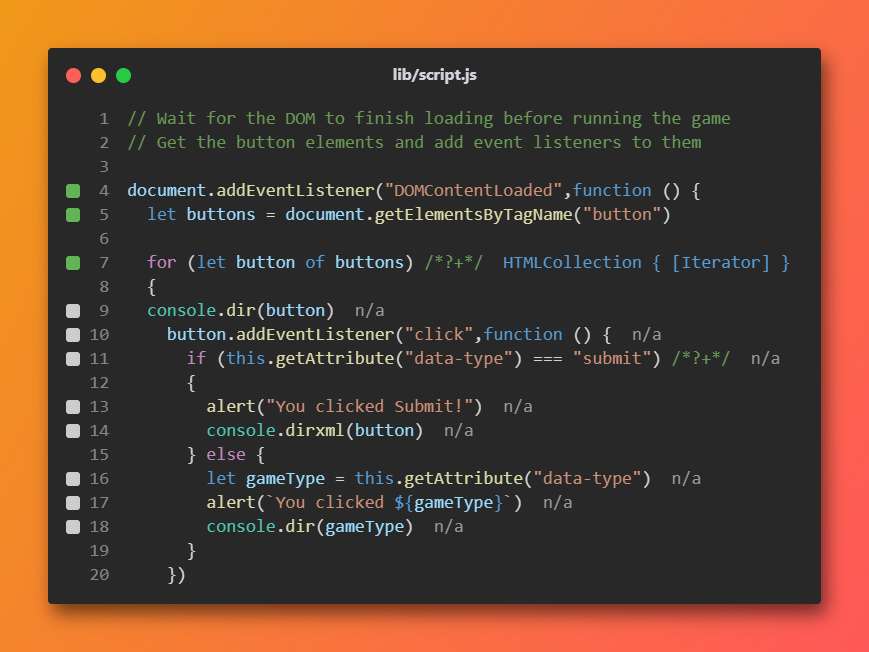 lib/script.js
1 // Wait for the DOM to finish loading before running the game
2 // Get the button elements and add event listeners to them
3
4 document.addEventListener("DOMContentLoaded",function () {
5   let buttons = document.getElementsByTagName("button")
6
7   for (let button of buttons) /*?+*/  HTMLCollection { [Iterator] }
8   {
9   console.dir(button)  n/a
10     button.addEventListener("click",function () {  n/a
11       if (this.getAttribute("data-type") === "submit") /*?+*/  n/a
12       {
13         alert("You clicked Submit!")  n/a
14         console.dirxml(button)  n/a
15       } else {
16         let gameType = this.getAttribute("data-type")  n/a
17         alert(`You clicked ${gameType}`)  n/a
18         console.dir(gameType)  n/a
19       }
20     })